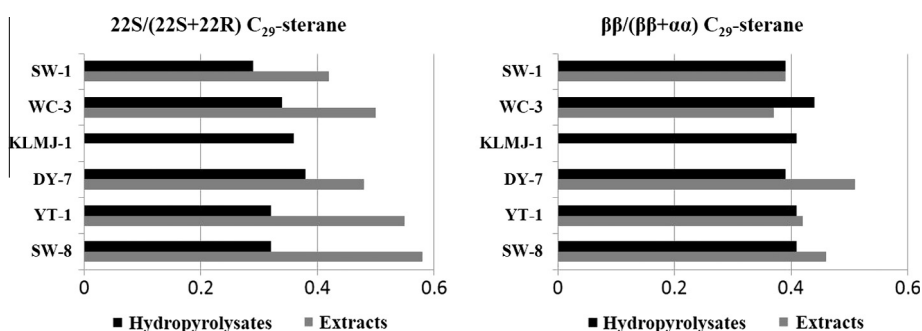 22S/(22S+22R) C₂₉-sterane
SW-1
WC-3
KLMJ-1
DY-7
YT-1
SW-8
0 0.2 0.4 0.6
■ Hydropyrolysates ■ Extracts
ββ/(ββ+αα) C₂₉-sterane
SW-1
WC-3
KLMJ-1
DY-7
YT-1
SW-8
0 0.2 0.4 0.6
■ Hydropyrolysates ■ Extracts